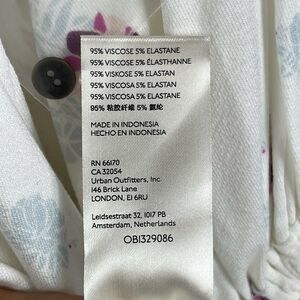 95% VISCOSE 5% ELASTANE
95% VISCOSE 5% ÉLASTHANNE
95% VISKOSE 5% ELASTAN
95% VISCOSA 5% ELASTAN
95% VISCOSA 5% ELASTANE
95% 粘胶纤维 5% 氨纶
MADE IN INDONESIA
HECHO EN INDONESIA
RN 66170
CA 32054
Urban Outfitters, Inc.
146 Brick Lane
LONDON, E1 6RU
Leidsestraat 32, 1017 PB
Amsterdam, Netherlands
OB1329086